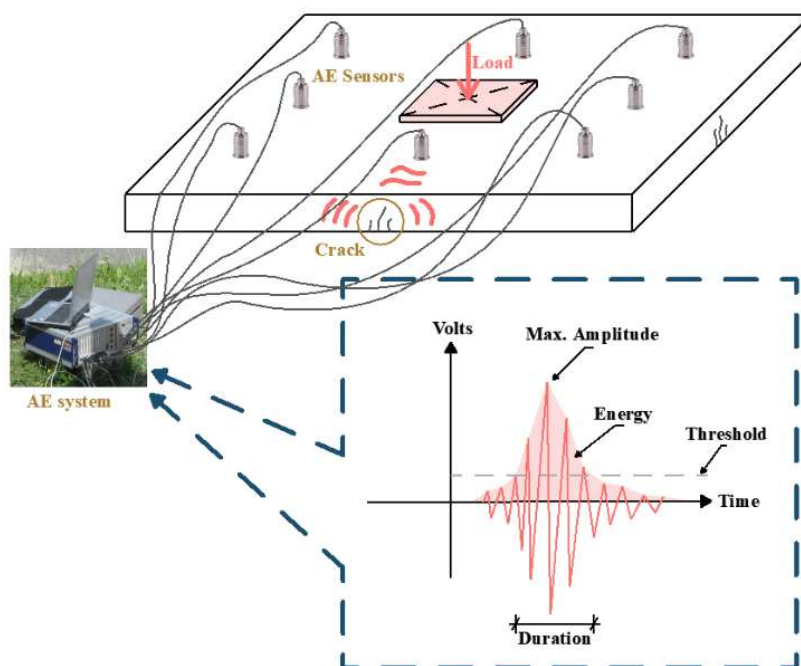 Load
AE Sensors
Crack
AE system
Volts
Max. Amplitude
Energy
Threshold
Time
Duration